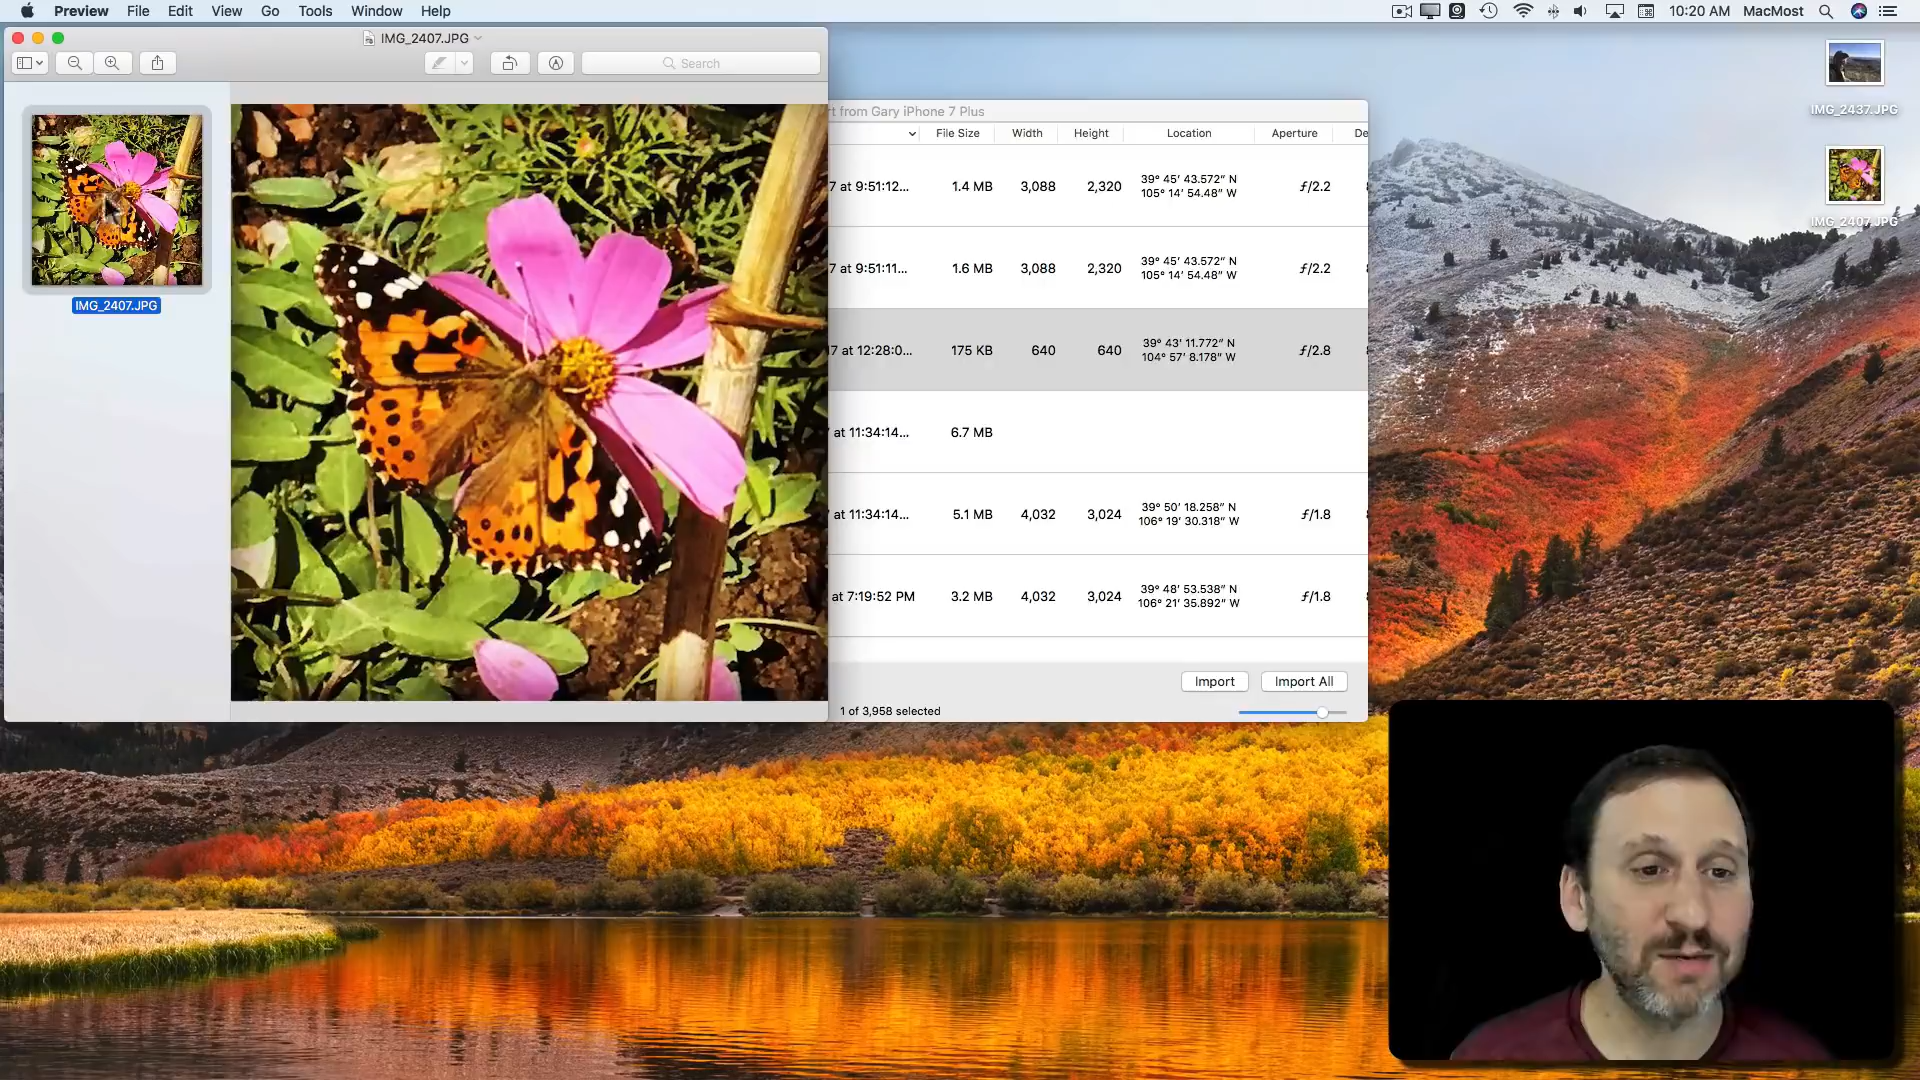 Preview File Edit View Go Tools Window Help 10:20 AM MacMost
IMG_2407.JPG
Search
IMG_2407.JPG
rt from Gary iPhone 7 Plus
File Size Width Height Location Aperture De
7 at 9:51:12... 1.4 MB 3,088 2,320 39° 45′ 43.572″ N ƒ/2.2
105° 14′ 54.48″ W
7 at 9:51:11... 1.6 MB 3,088 2,320 39° 45′ 43.572″ N ƒ/2.2
105° 14′ 54.48″ W
17 at 12:28:0... 175 KB 640 640 39° 43′ 11.772″ N ƒ/2.8
104° 57′ 8.178″ W
at 11:34:14... 6.7 MB
at 11:34:14... 5.1 MB 4,032 3,024 39° 50′ 18.258″ N ƒ/1.8
106° 19′ 30.318″ W
at 7:19:52 PM 3.2 MB 4,032 3,024 39° 48′ 53.538″ N ƒ/1.8
106° 21′ 35.892″ W
Import Import All
1 of 3,958 selected
IMG_2437.JPG
IMG_2407.JPG